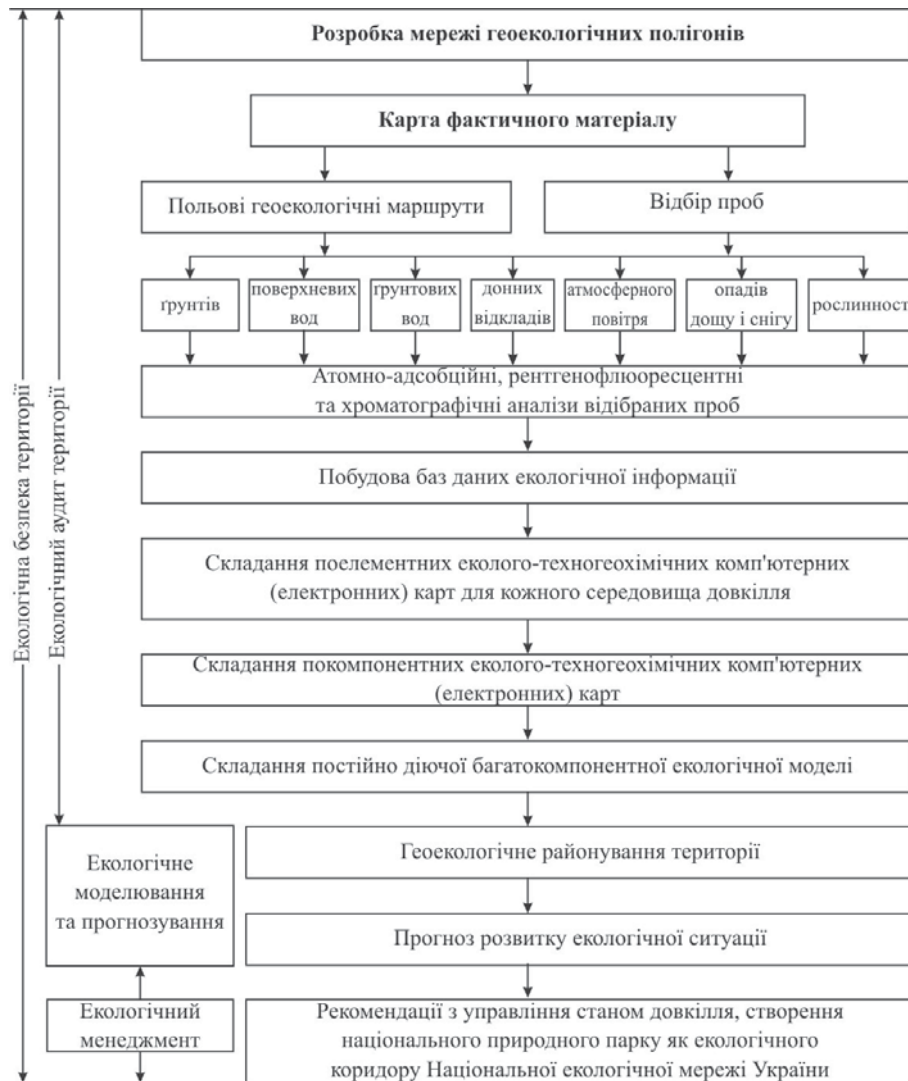 Розробка мережі геоекологічних полігонів
Карта фактичного матеріалу
Польові геоекологічні маршрути
Відбір проб
ґрунтів
поверхневих
вод
ґрунтових
вод
донних
відкладів
атмосферного
повітря
опадів
дощу і снігу
рослинност
Атомно-адсобційні, рентгенофлюоресцентні
та хроматографічні аналізи відібраних проб
Побудова баз даних екологічної інформації
Складання поелементних еколого-техногеохімічних комп'ютерних
(електронних) карт для кожного середовища довкілля
Складання покомпонентних еколого-техногеохімічних комп'ютерних
(електронних) карт
Складання постійно діючої багатокомпонентної екологічної моделі
Геоекологічне районування території
Прогноз розвитку екологічної ситуації
Рекомендації з управління станом довкілля, створення
національного природного парку як екологічного
коридору Національної екологічної мережі України
Екологічне
моделювання
та прогнозування
Екологічний
менеджмент
Екологічна безпека території
Екологічний аудит території